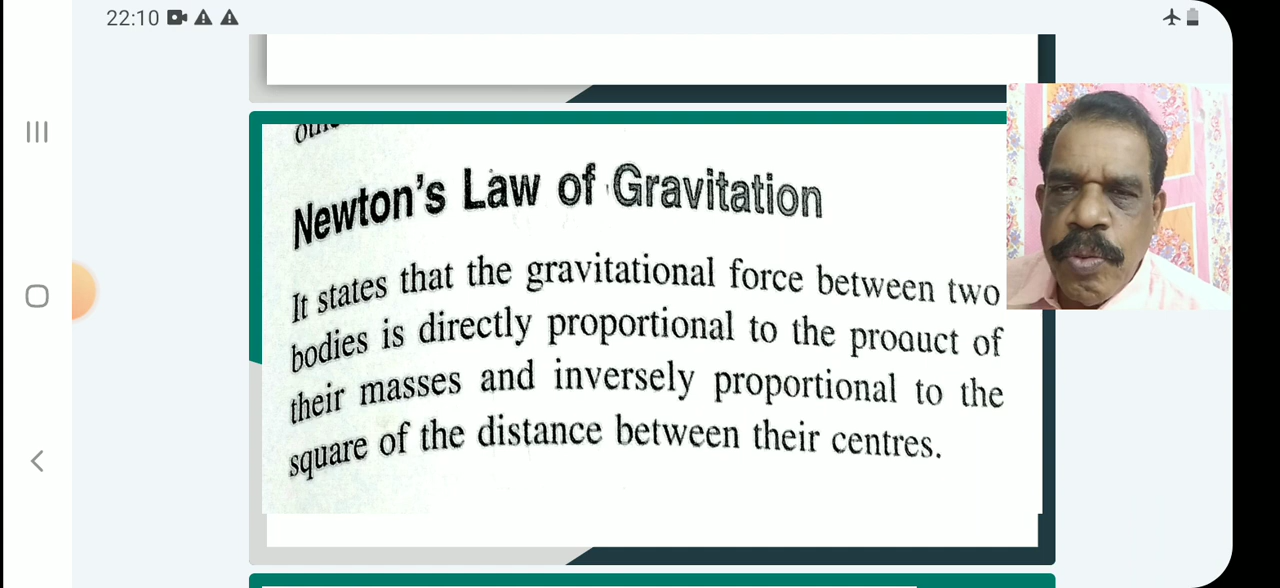 22:10
Newton's Law of Gravitation
It states that the gravitational force between two
bodies is directly proportional to the product of
their masses and inversely proportional to the
square of the distance between their centres.